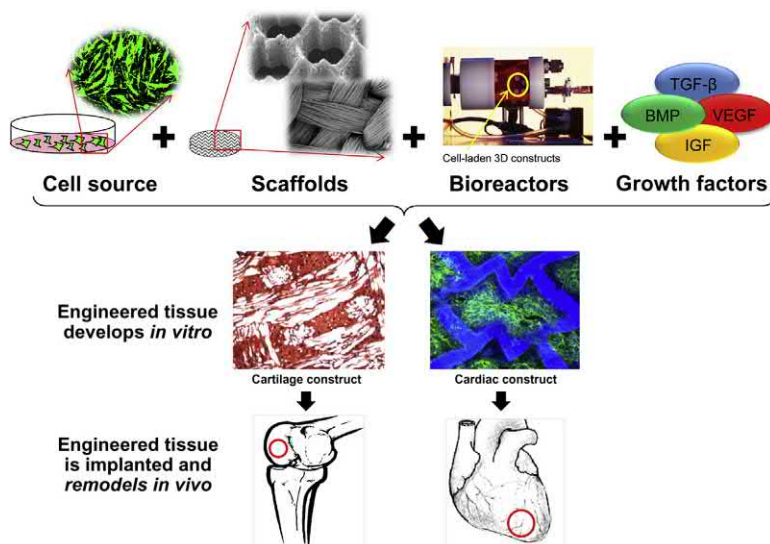 TGF-β
BMP
VEGF
IGF
Cell-laden 3D constructs
Cell source
Scaffolds
Bioreactors
Growth factors
Engineered tissue
develops in vitro
Cartilage construct
Cardiac construct
Engineered tissue
is implanted and
remodels in vivo